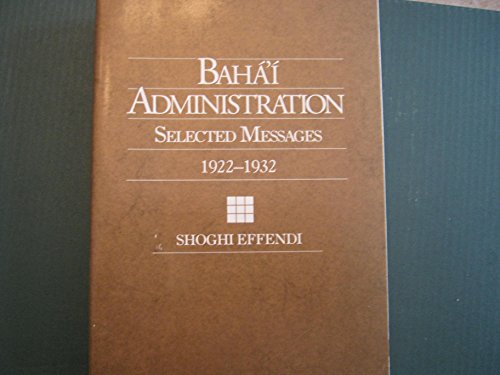 BAHÁ'Í
ADMINISTRATION
SELECTED MESSAGES
1922–1932
SHOGHI EFFENDI